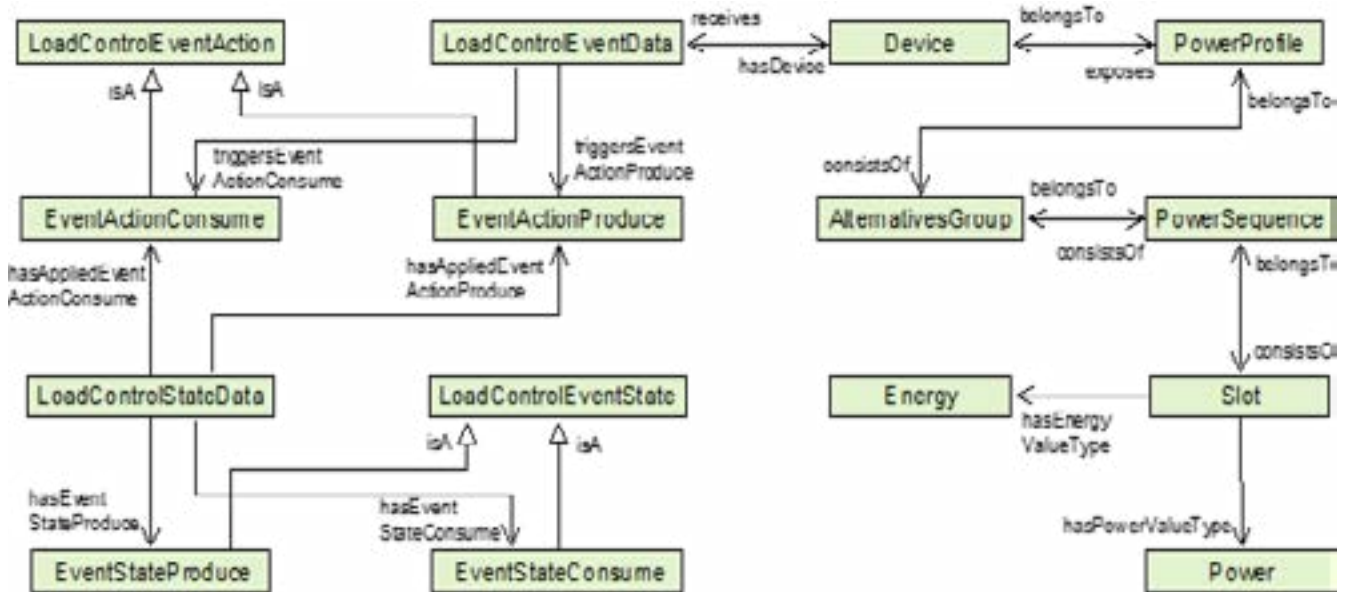 receives
belongsTo
LoadControlEventAction
LoadControlEventData
Device
PowerProfile
hasDevice
exposes
isA
isA
belongsTo
triggersEvent
ActionConsume
triggersEvent
ActionProduce
consistsOf
belongsTo
EventActionConsume
EventActionProduce
AlternativesGroup
PowerSequence
consistsOf
hasAppliedEvent
ActionConsume
hasAppliedEvent
ActionProduce
consistsOf
LoadControlStateData
LoadControlEventState
Energy
Slot
hasEnergy
ValueType
isA
isA
hasEvent
StateProduce
hasEvent
StateConsume
hasPowerValueType
EventStateProduce
EventStateConsume
Power